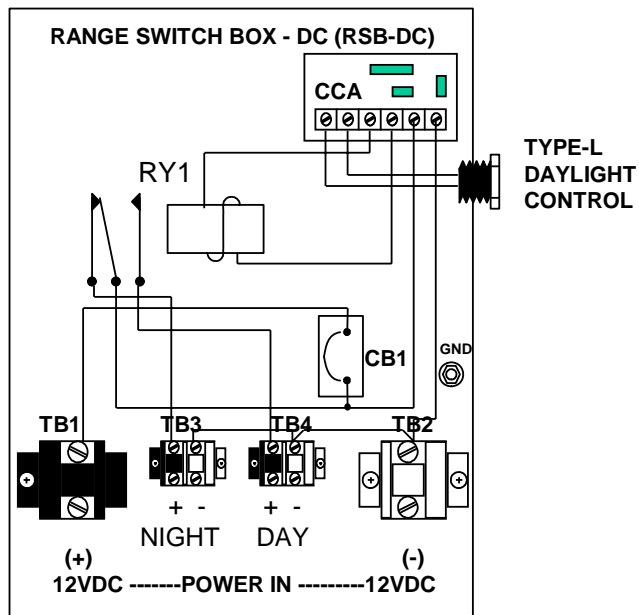 RANGE SWITCH BOX - DC (RSB-DC)
CCA
TYPE-L
DAYLIGHT
CONTROL
RY1
CB1
GND
TB1 TB3 TB4 TB2
+ - + -
NIGHT DAY
(+) (-)
12VDC -------POWER IN ---------12VDC